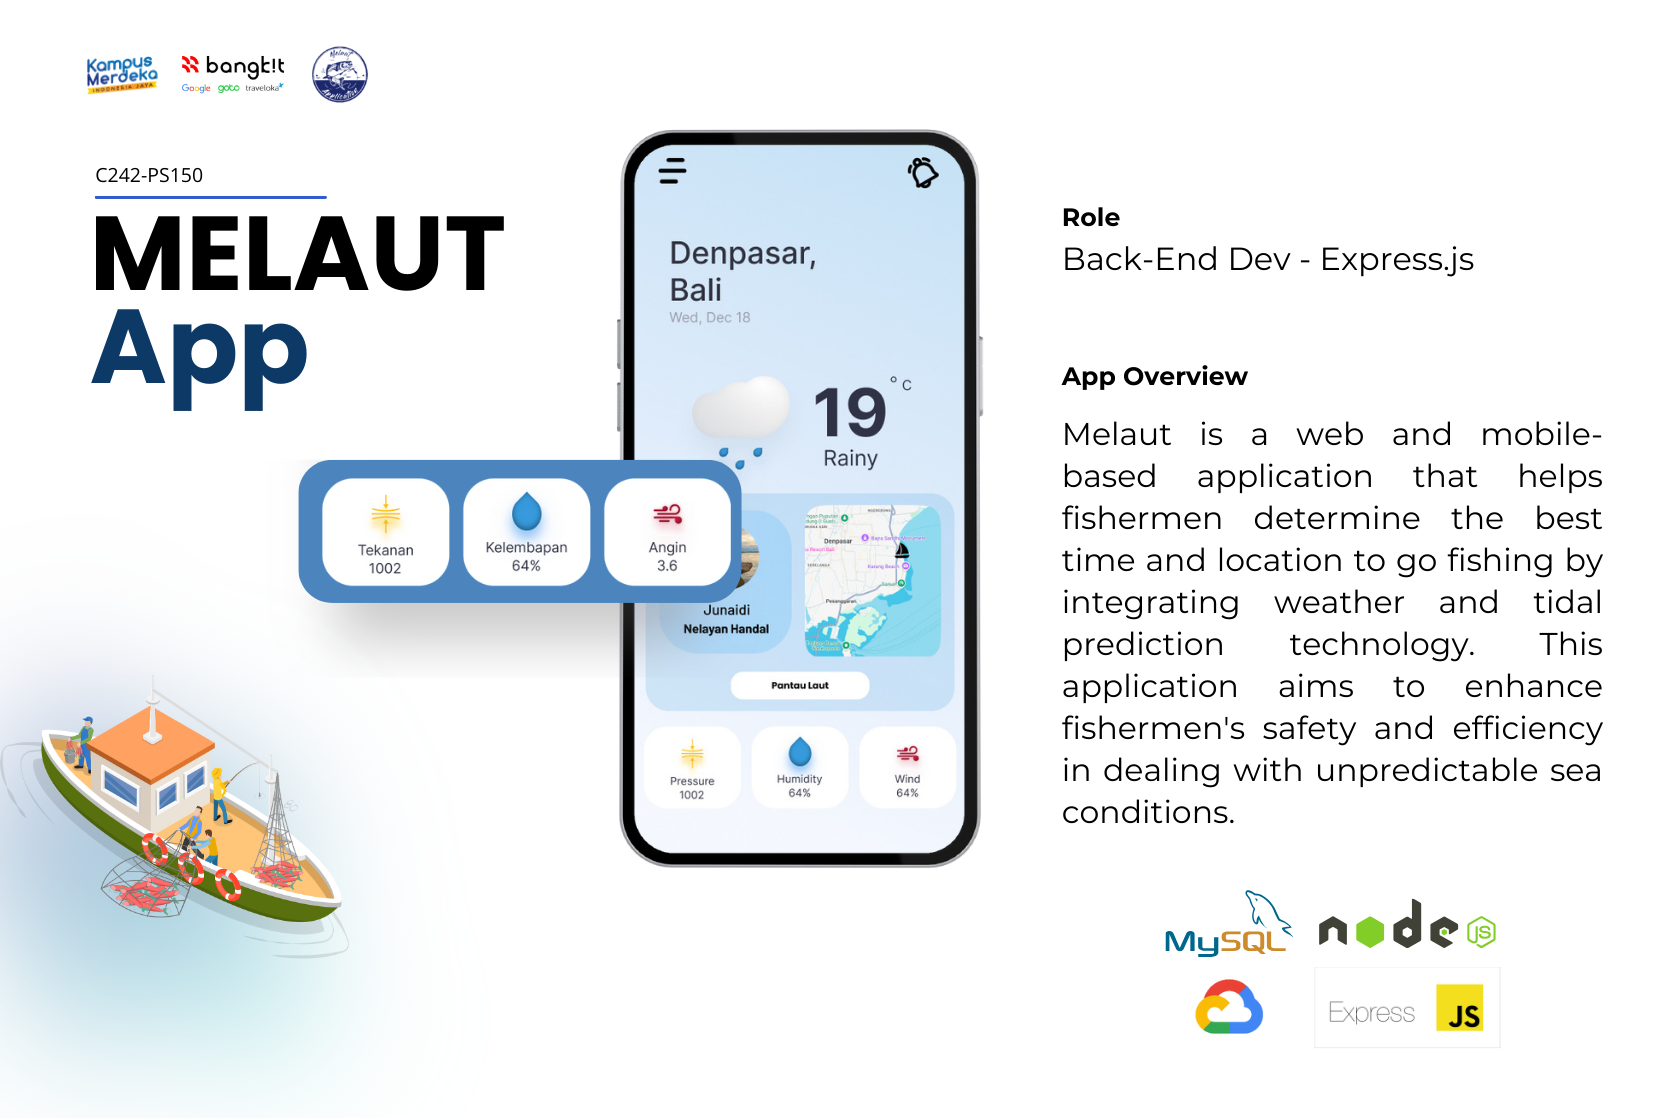 Kampus
Merdeka
INDONESIA JAYA
bangk!t
Google goto traveloka
Melaut
Application
C242-PS150
MELAUT
App
Denpasar,
Bali
Wed, Dec 18
19
°C
Rainy
Tekanan
1002
Kelembapan
64%
Angin
3.6
Denpasar
Junaidi
Nelayan Handal
Pantau Laut
Pressure
1002
Humidity
64%
Wind
64%
Role
Back-End Dev - Express.js
App Overview
Melaut is a web and mobile-
based application that helps
fishermen determine the best
time and location to go fishing by
integrating weather and tidal
prediction technology. This
application aims to enhance
fishermen's safety and efficiency
in dealing with unpredictable sea
conditions.
MySQL
node
JS
Express
JS